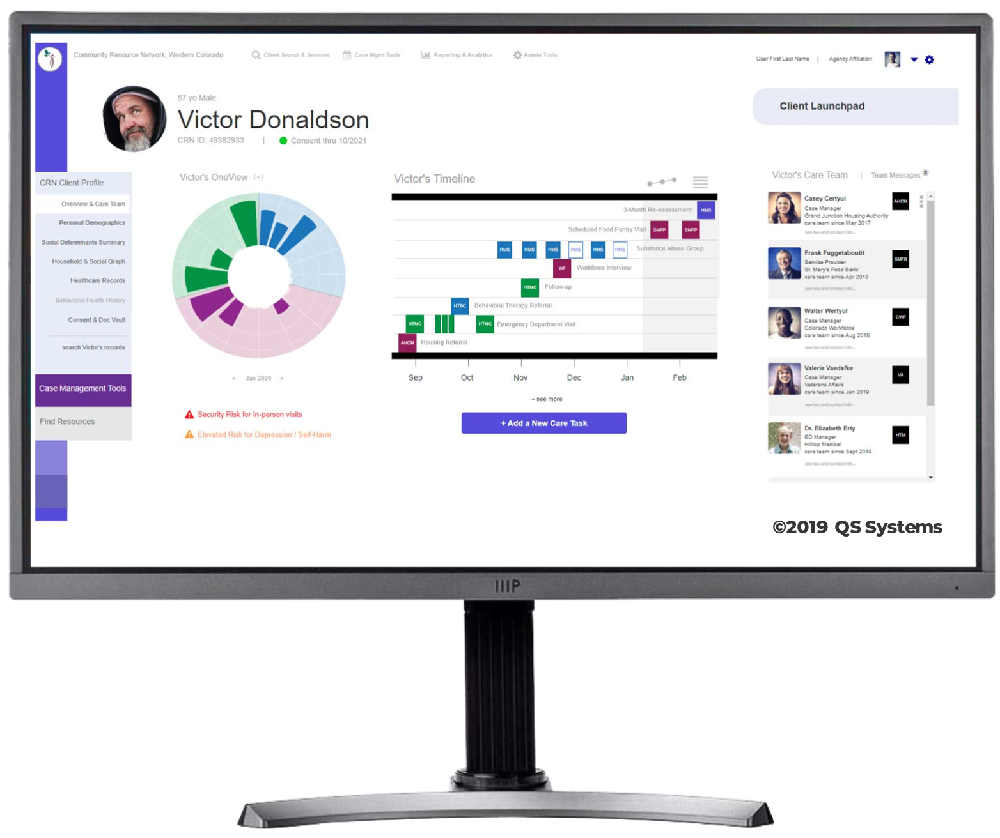 Community Resource Network, Western Colorado
Client Search & Services
Case Mgmt Tools
Reporting & Analytics
Admin Tools
User First Last Name | Agency Affiliation
57 yo Male
Victor Donaldson
CRN ID: 49382933 | Consent thru 10/2021
Client Launchpad
CRN Client Profile
Overview & Care Team
Personal Demographics
Social Determinants Summary
Household & Social Graph
Healthcare Records
Behavioral Health History
Consent & Doc Vault
search Victor's records
Case Management Tools
Find Resources
Victor's OneView [+]
< Jan 2020 >
Security Risk for In-person visits
Elevated Risk for Depression / Self-Harm
Victor's Timeline
3-Month Re-Assessment HMS
Scheduled Food Pantry Visit SMFP SMFP
HMS HMS HMS HMS HMS HMS Substance Abuse Group
WF Workforce Interview
HTMC Follow-up
HTBC Behavioral Therapy Referral
HTMC HTMC Emergency Department Visit
AHCM Housing Referral
Sep Oct Nov Dec Jan Feb
+ see more
+ Add a New Care Task
Victor's Care Team | Team Messages
Casey Certyui
Case Manager
Grand Junction Housing Authority
care team since May 2017
see bio and contact info...
AHCM
Frank Fuggetaboutit
Service Provider
St. Mary's Food Bank
care team since Apr 2018
see bio and contact info...
SMFB
Walter Wertyul
Case Manager
Colorado Workforce
care team since Aug 2018
see bio and contact info...
CWF
Valerie Vaedsfke
Case Manager
Vetarans Affairs
care team since Jan 2019
see bio and contact info...
VA
Dr. Elizabeth Erty
ED Manager
Hilltop Medical
care team since Sept 2018
see bio and contact info...
HTM
©2019 QS Systems